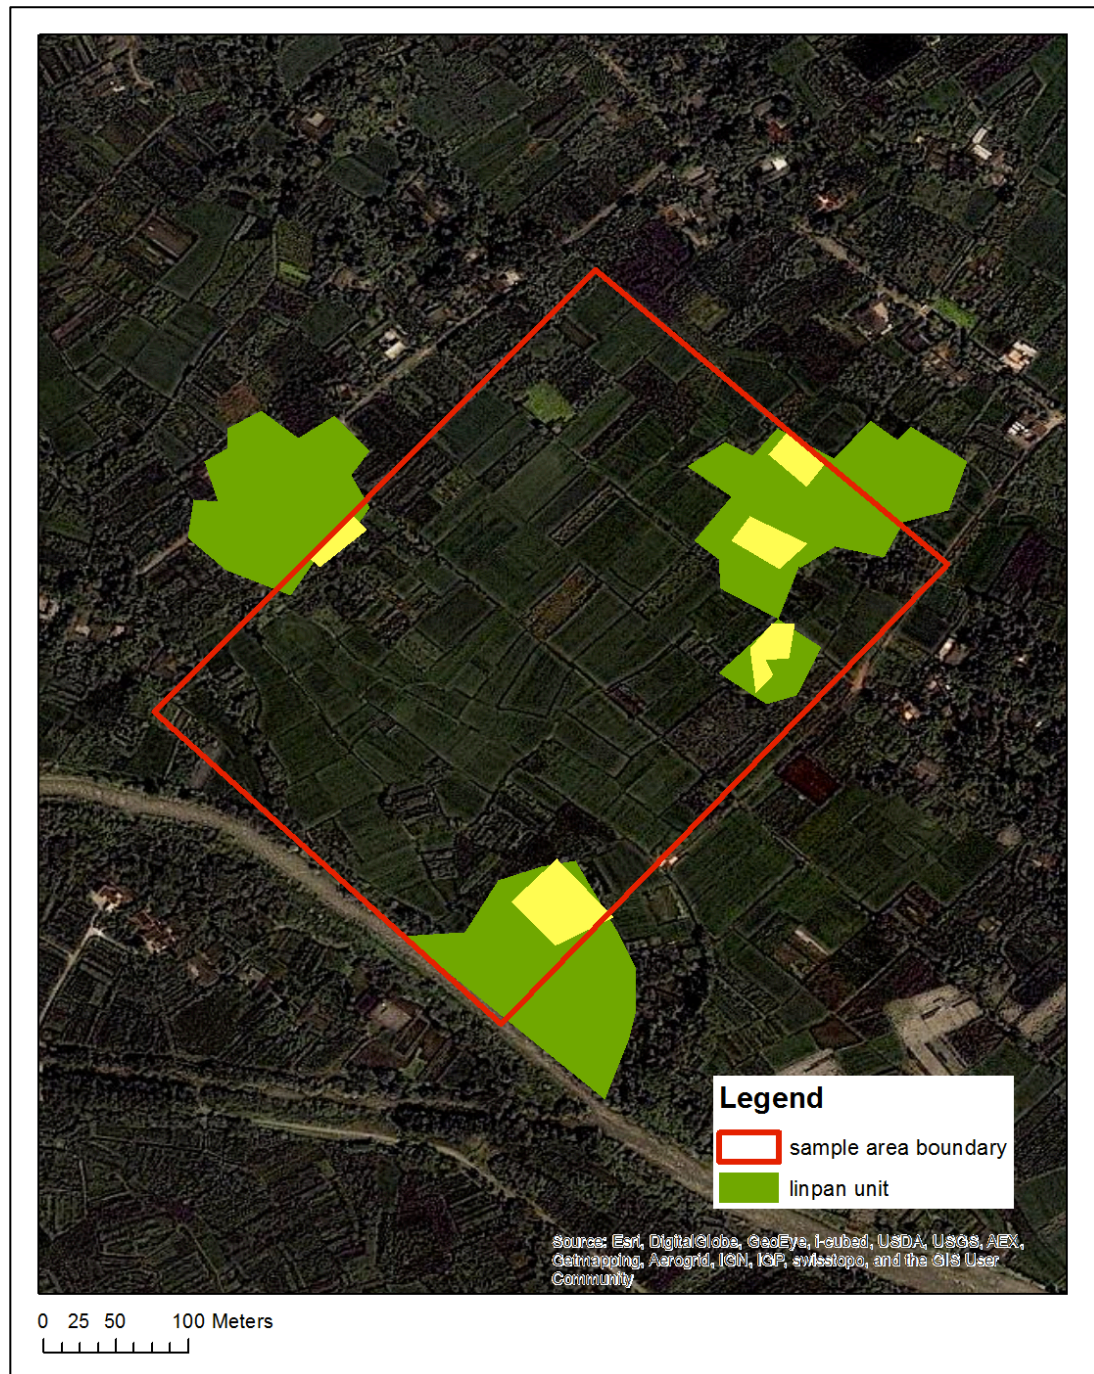 Legend
sample area boundary
linpan unit
Source: Esri, DigitalGlobe, GeoEye, i-cubed, USDA, USGS, AEX,
Getmapping, Aerogrid, IGN, IGP, swisstopo, and the GIS User
Community
0 25 50 100 Meters